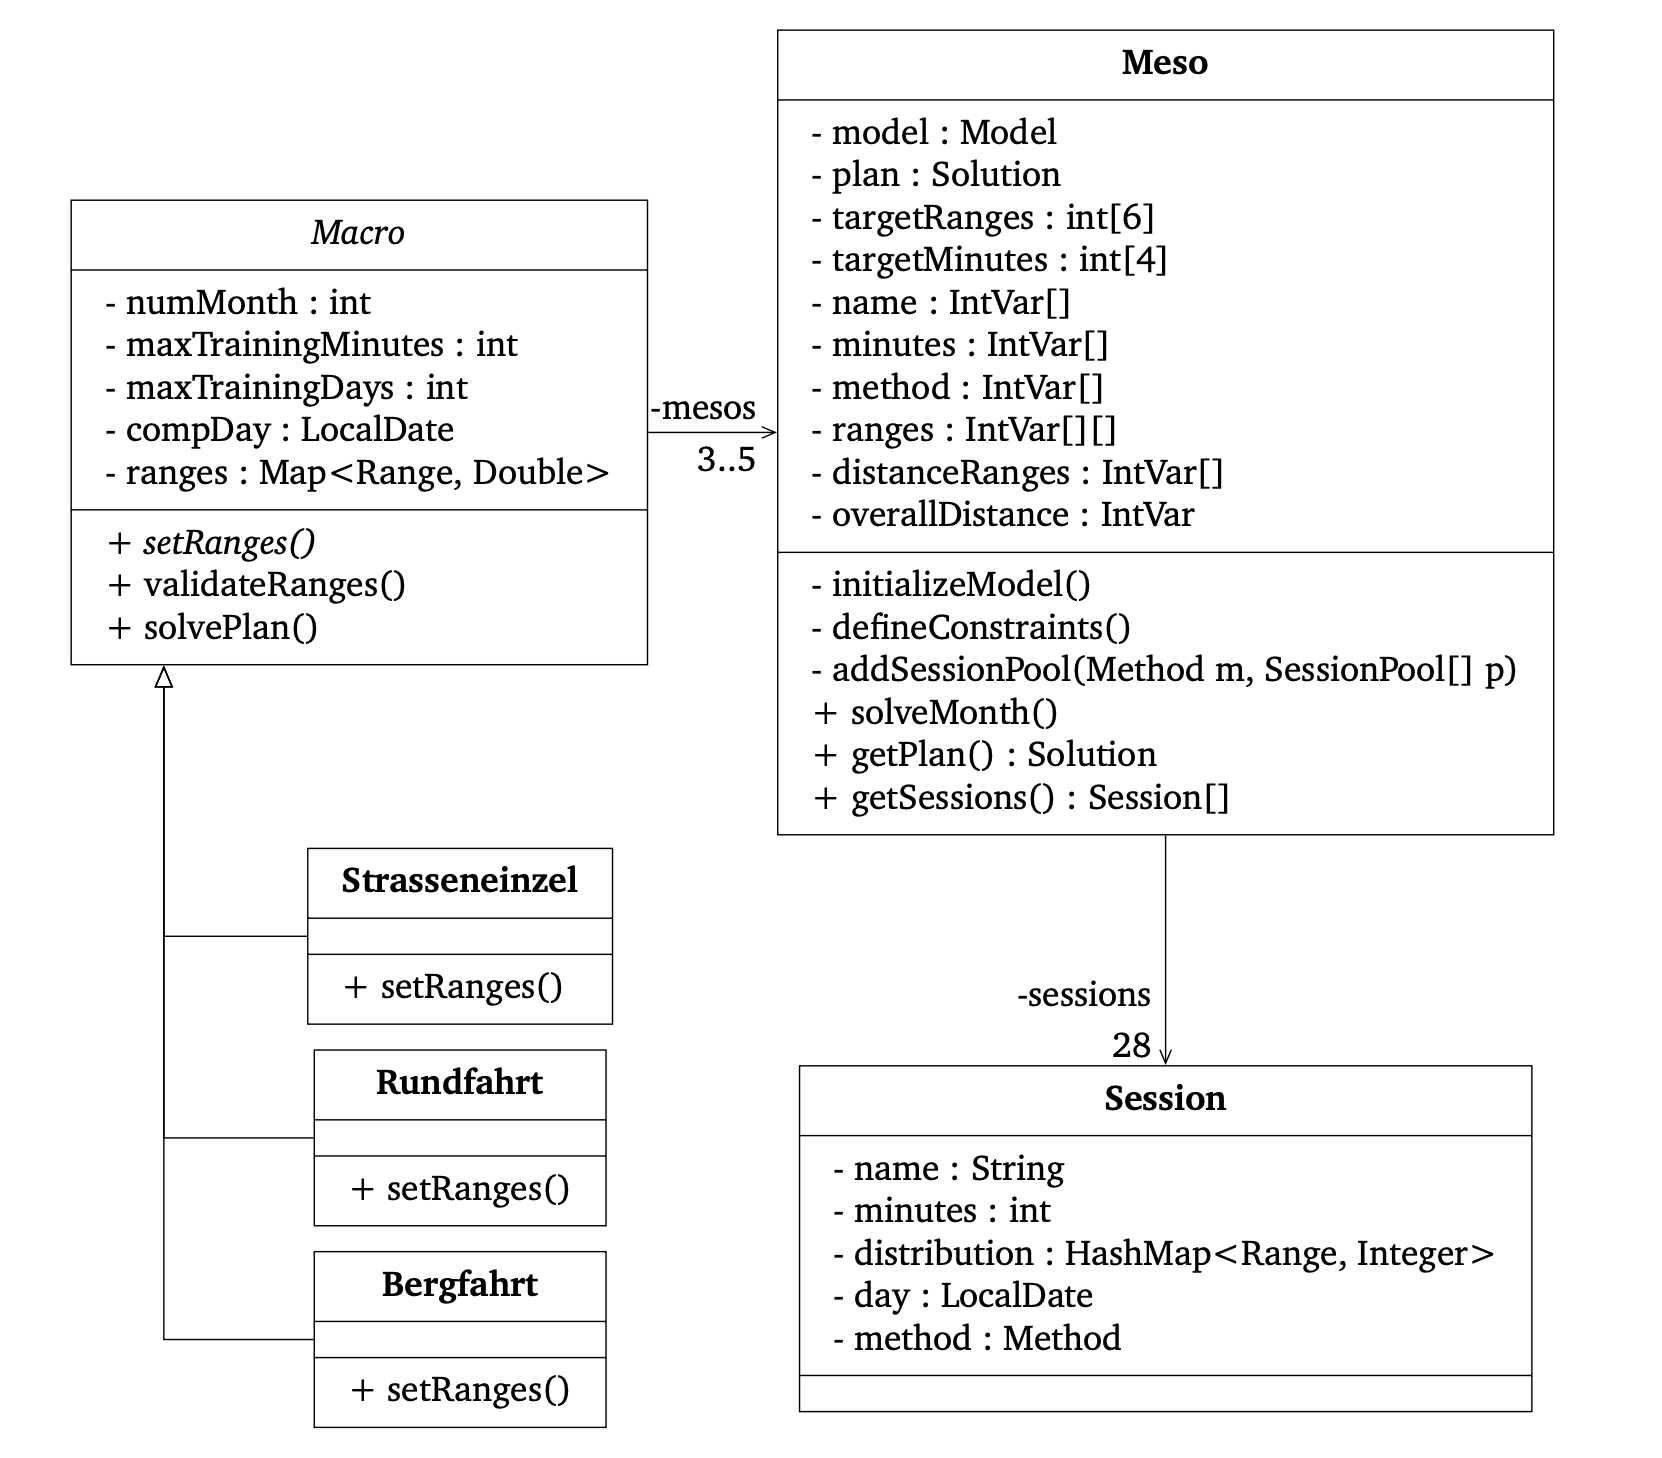 Macro
- numMonth : int
- maxTrainingMinutes : int
- maxTrainingDays : int
- compDay : LocalDate
- ranges : Map<Range, Double>
+ setRanges()
+ validateRanges()
+ solvePlan()
-mesos
3..5
Meso
- model : Model
- plan : Solution
- targetRanges : int[6]
- targetMinutes : int[4]
- name : IntVar[]
- minutes : IntVar[]
- method : IntVar[]
- ranges : IntVar[][]
- distanceRanges : IntVar[]
- overallDistance : IntVar
- initializeModel()
- defineConstraints()
- addSessionPool(Method m, SessionPool[] p)
+ solveMonth()
+ getPlan() : Solution
+ getSessions() : Session[]
Strasseneinzel
+ setRanges()
Rundfahrt
+ setRanges()
Bergfahrt
+ setRanges()
-sessions
28
Session
- name : String
- minutes : int
- distribution : HashMap<Range, Integer>
- day : LocalDate
- method : Method